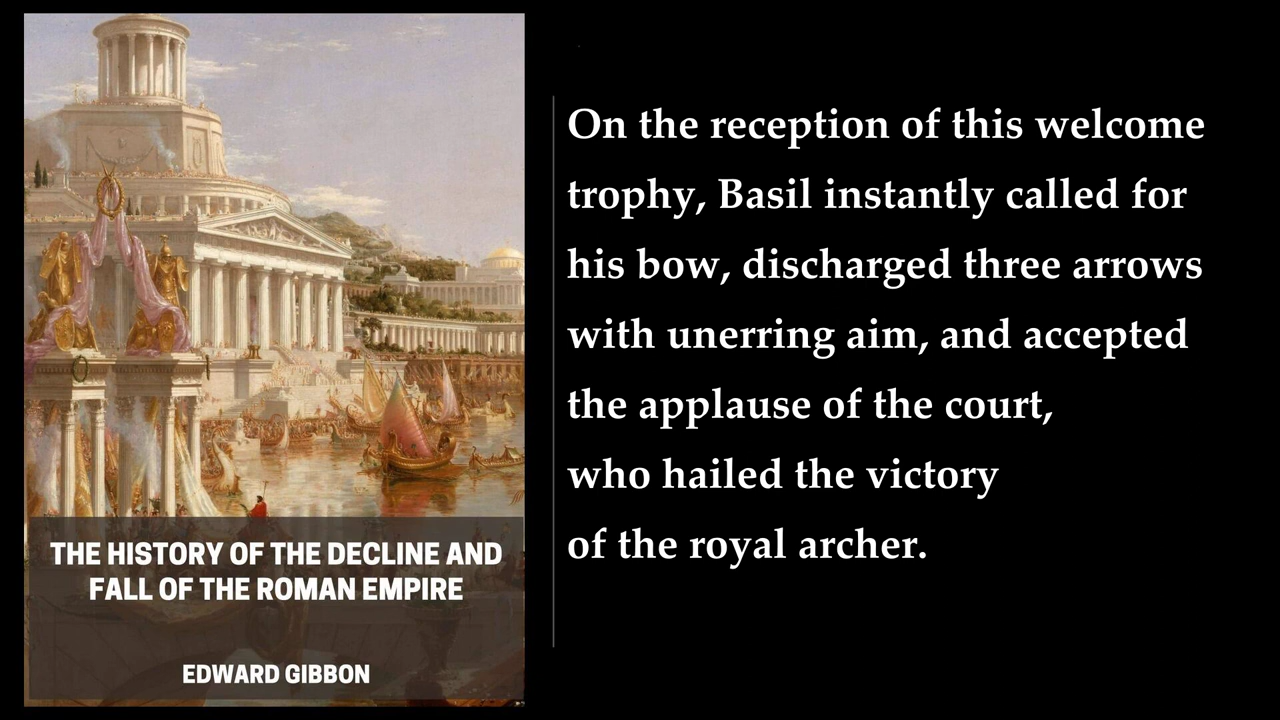 THE HISTORY OF THE DECLINE AND
FALL OF THE ROMAN EMPIRE
EDWARD GIBBON
On the reception of this welcome
trophy, Basil instantly called for
his bow, discharged three arrows
with unerring aim, and accepted
the applause of the court,
who hailed the victory
of the royal archer.